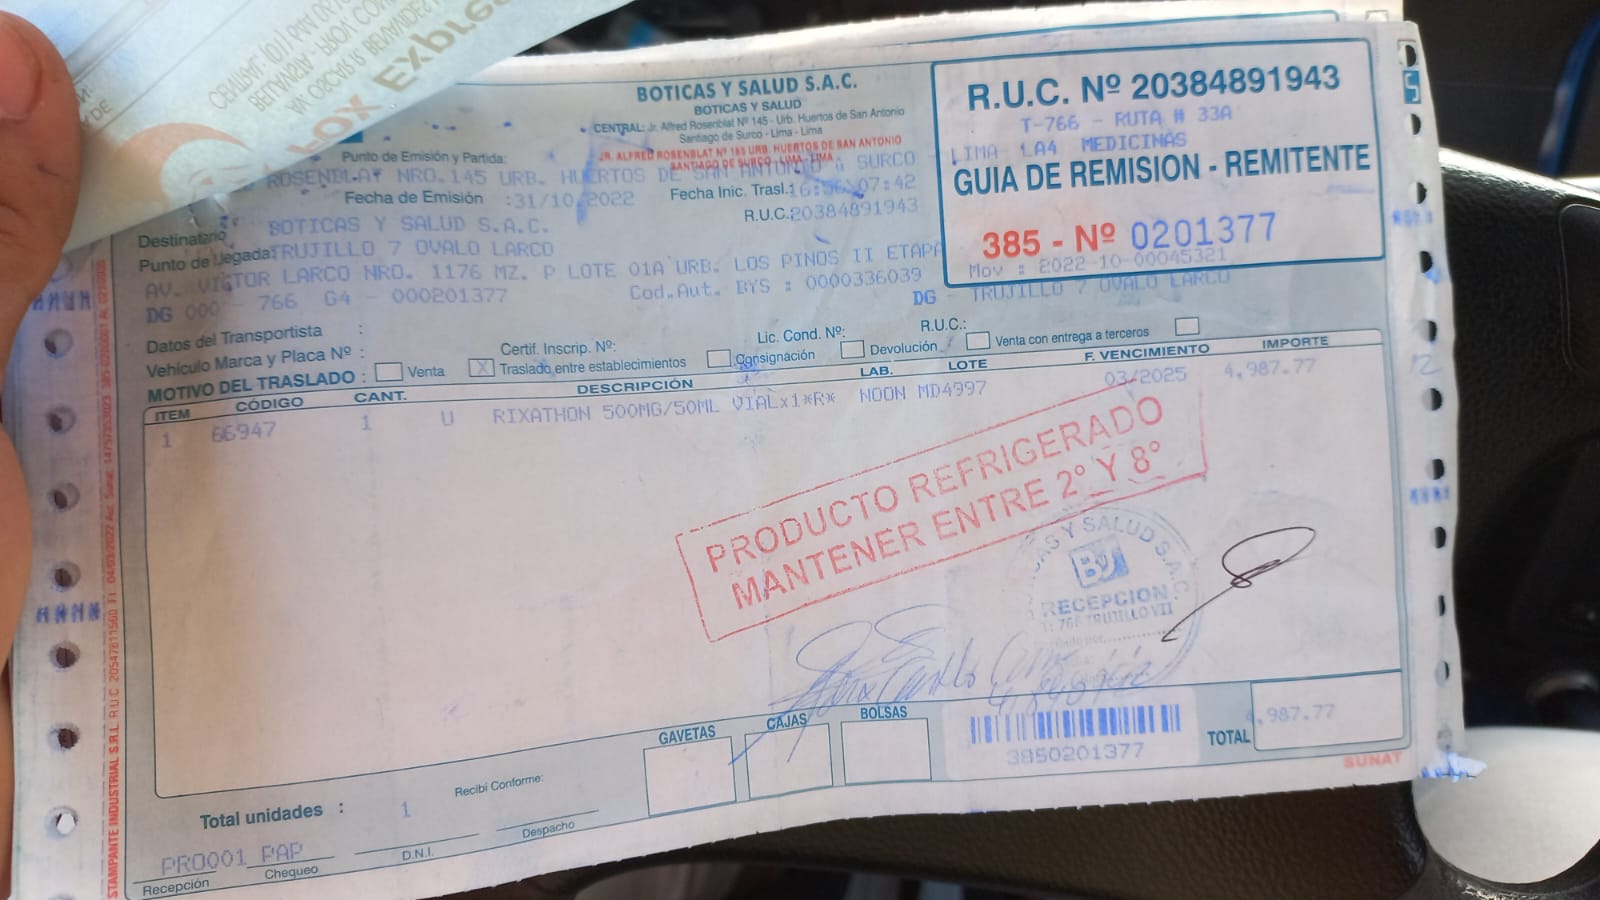 BOTICAS Y SALUD S.A.C.
BOTICAS Y SALUD
CENTRAL: Jr. Alfred Rosenblat Nº 145 - Urb. Huertos de San Antonio
Santiago de Surco - Lima - Lima
JR. ALFRED ROSENBLAT Nº 165 URB. HUERTOS DE SAN ANTONIO
SANTIAGO DE SURCO - LIMA - LIMA
R.U.C. Nº 20384891943
T-766 - RUTA # 33A
LIMA- LA4 MEDICINAS
GUIA DE REMISION - REMITENTE
385 - Nº 0201377
Mov : 2022-10-00045321
Punto de Emisión y Partida:
ROSENBLAT NRO.145 URB. HUERTOS DE SAN ANTONIO SURCO
Fecha de Emisión :31/10/2022 Fecha Inic. Trasl.: 07:42
R.U.C.20384891943
Destinatario BOTICAS Y SALUD S.A.C.
Punto de Llegada: TRUJILLO 7 OVALO LARCO
AV. VICTOR LARCO NRO. 1176 MZ. P LOTE 01A URB. LOS PINOS II ETAPA
DG 000 - 766 G4 - 000201377 Cod.Aut. BYS : 0000336039 DG - TRUJILLO 7 OVALO LARCO
Datos del Transportista :
Vehículo Marca y Placa Nº : Certif. Inscrip. Nº: Lic. Cond. Nº: R.U.C.:
MOTIVO DEL TRASLADO : Venta X Traslado entre establecimientos Consignación Devolución Venta con entrega a terceros
ITEM CÓDIGO CANT. DESCRIPCIÓN LAB. LOTE F. VENCIMIENTO IMPORTE
1 66947 1 U RIXATHON 500MG/50ML VIALx1*R* NOON MD4997 03/2025 4,987.77
PRODUCTO REFRIGERADO
MANTENER ENTRE 2° Y 8°
Y SALUD S.A.C.
RECEPCION
T: 766 TRUJILLO VII
GAVETAS CAJAS BOLSAS
3850201377
TOTAL ,987.77
SUNAT
Total unidades : 1
Recibí Conforme:
PRO001 PAP
Recepción Chequeo D.N.I. Despacho